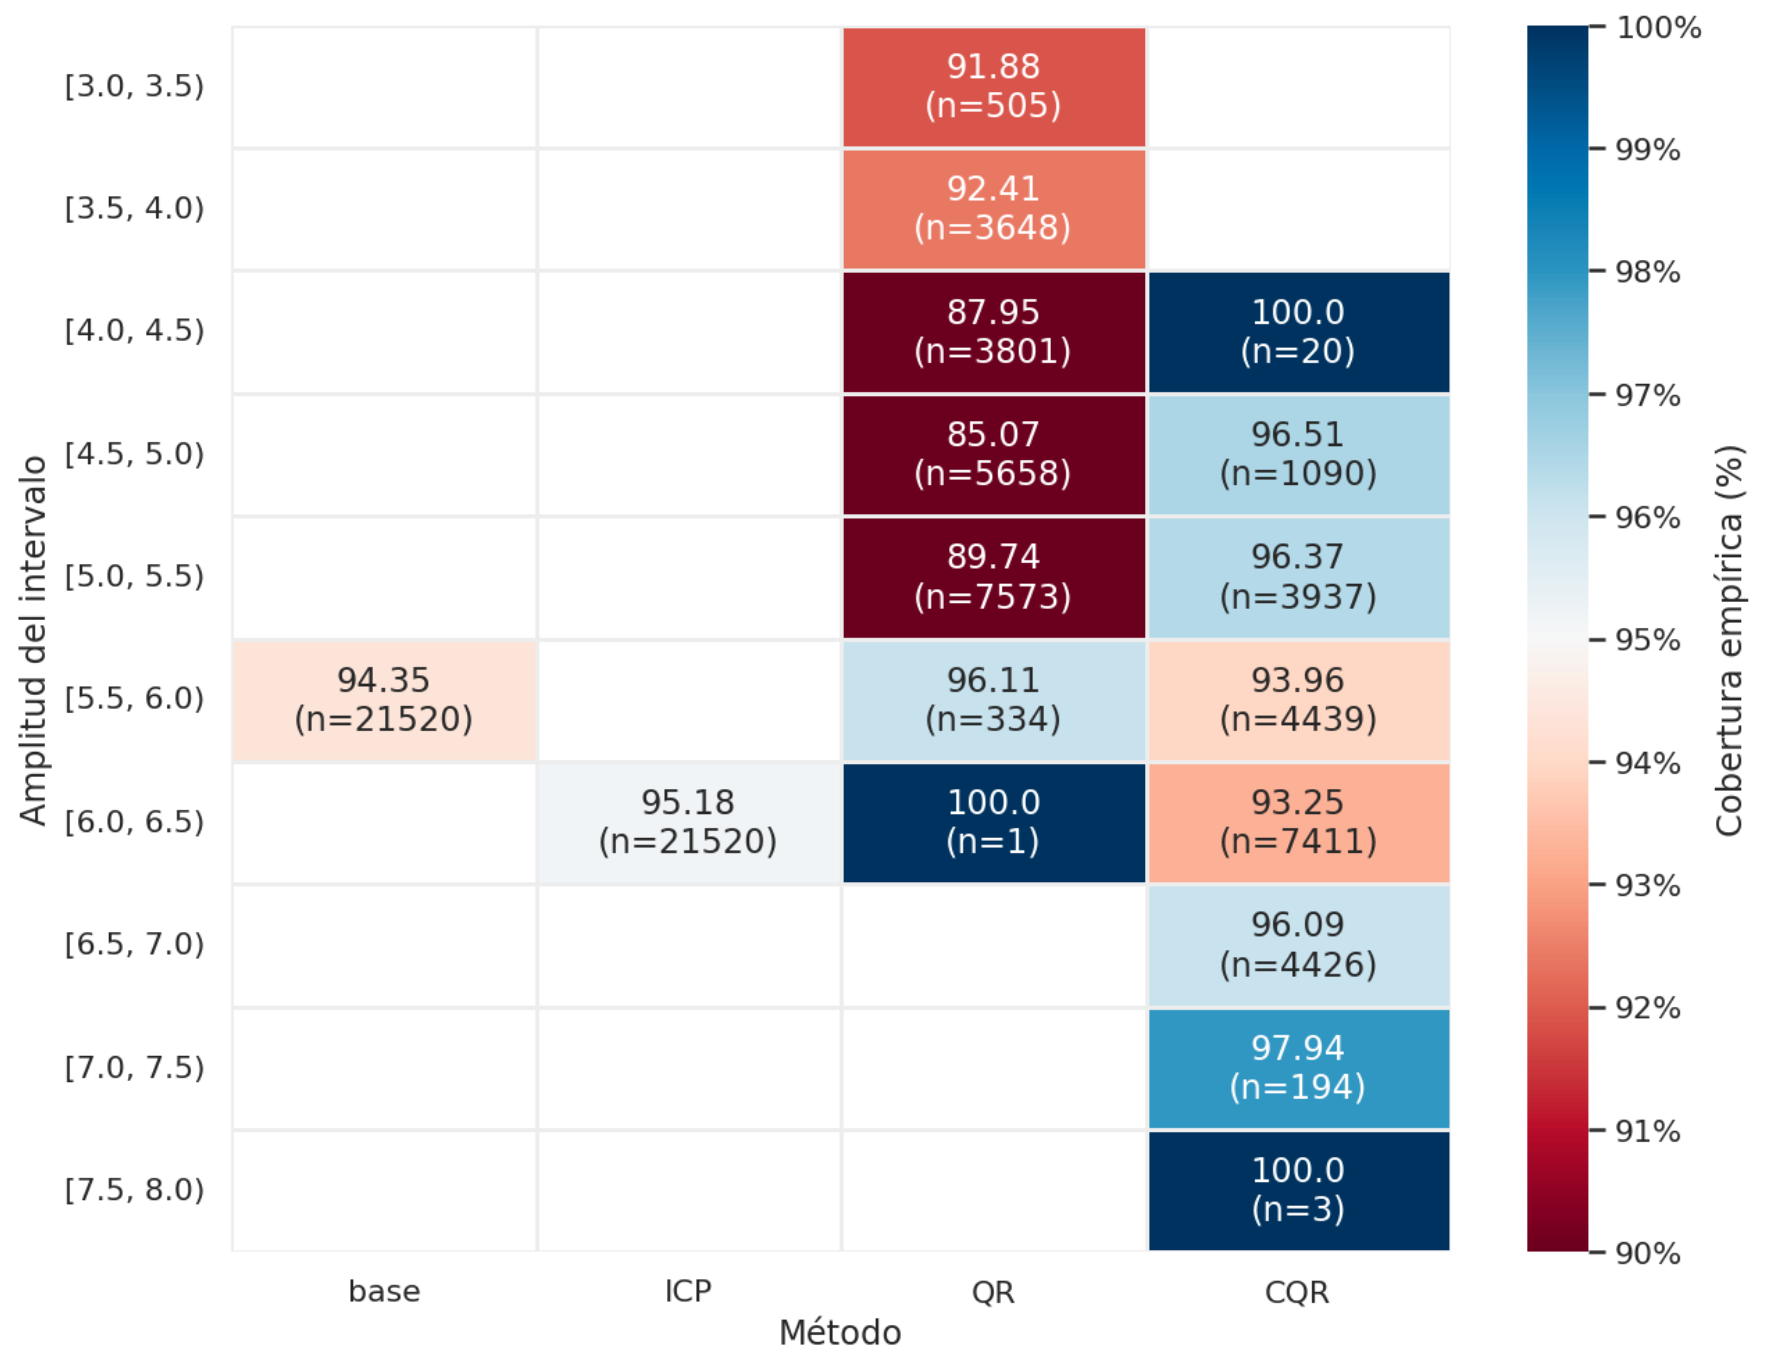 [3.0, 3.5)
91.88
(n=505)
[3.5, 4.0)
92.41
(n=3648)
[4.0, 4.5)
87.95
(n=3801)
100.0
(n=20)
[4.5, 5.0)
85.07
(n=5658)
96.51
(n=1090)
[5.0, 5.5)
89.74
(n=7573)
96.37
(n=3937)
[5.5, 6.0)
94.35
(n=21520)
96.11
(n=334)
93.96
(n=4439)
[6.0, 6.5)
95.18
(n=21520)
100.0
(n=1)
93.25
(n=7411)
[6.5, 7.0)
96.09
(n=4426)
[7.0, 7.5)
97.94
(n=194)
[7.5, 8.0)
100.0
(n=3)
Amplitud del intervalo
base
ICP
QR
CQR
Método
100%
99%
98%
97%
96%
95%
94%
93%
92%
91%
90%
Cobertura empírica (%)